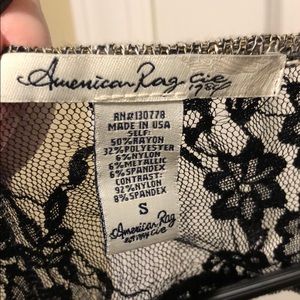 American Rag Cie
RN#130778
MADE IN USA
SELF:
50%RAYON
32%POLYESTER
6%NYLON
6%METALLIC
6%SPANDEX
CONTRAST:
92%NYLON
8%SPANDEX
S
American Rag
Cie